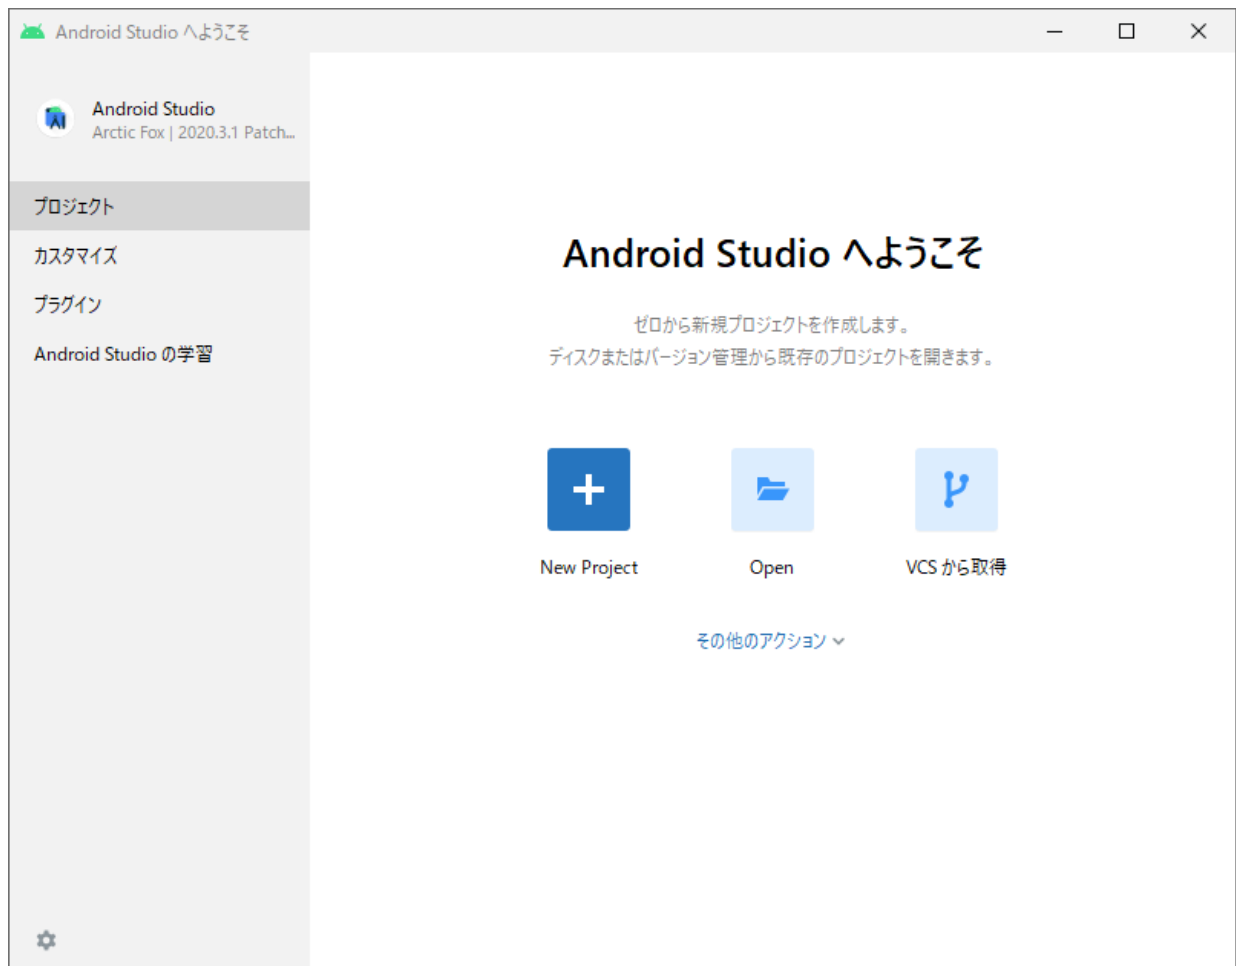 Android Studio へようこそ
Android Studio
Arctic Fox | 2020.3.1 Patch...
プロジェクト
カスタマイズ
プラグイン
Android Studio の学習
Android Studio へようこそ
ゼロから新規プロジェクトを作成します。
ディスクまたはバージョン管理から既存のプロジェクトを開きます。
New Project
Open
VCS から取得
その他のアクション